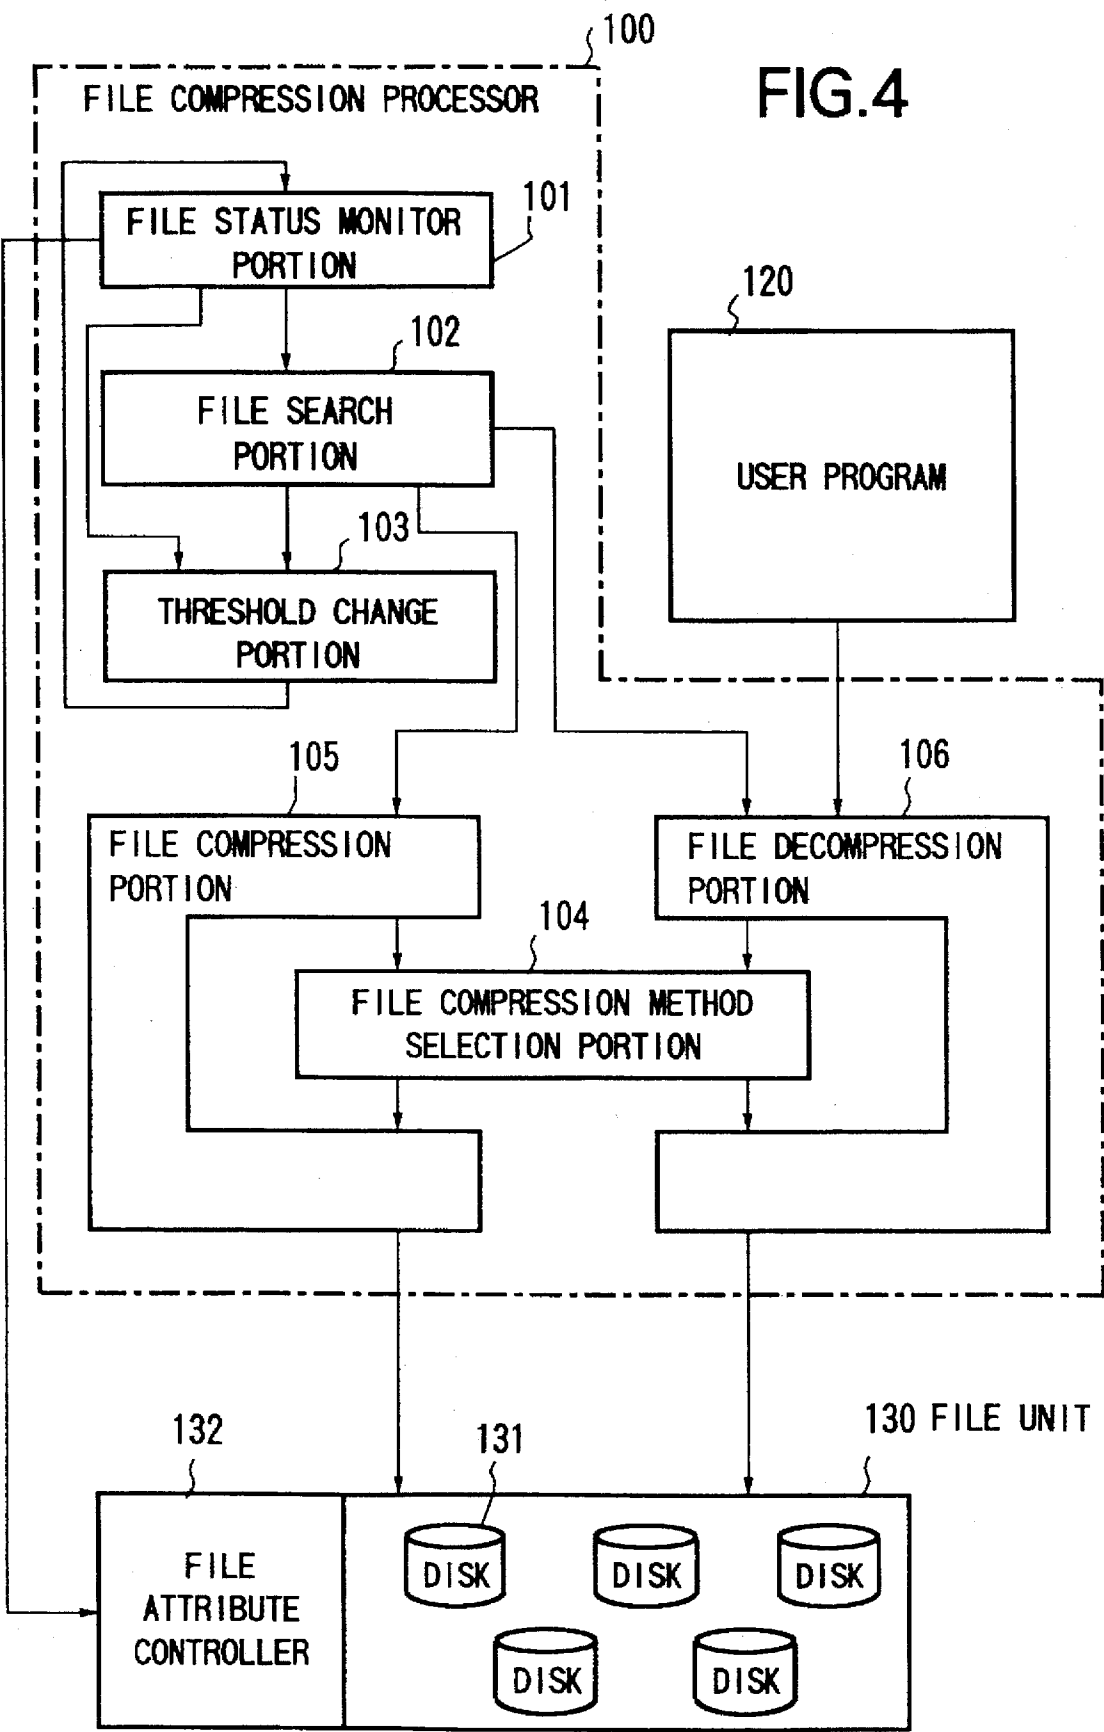 100
FIG.4
FILE COMPRESSION PROCESSOR
101
FILE STATUS MONITOR
PORTION
120
102
FILE SEARCH
PORTION
USER PROGRAM
103
THRESHOLD CHANGE
PORTION
105
106
FILE COMPRESSION
PORTION
FILE DECOMPRESSION
PORTION
104
FILE COMPRESSION METHOD
SELECTION PORTION
132
131
130 FILE UNIT
FILE
ATTRIBUTE
CONTROLLER
DISK
DISK
DISK
DISK
DISK